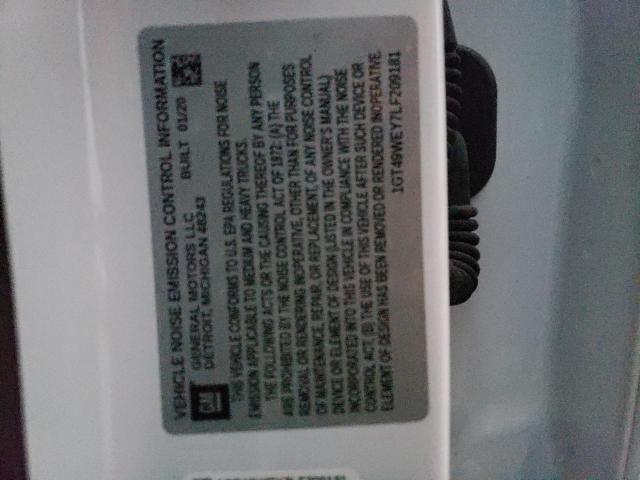 VEHICLE NOISE EMISSION CONTROL INFORMATION
GM
GENERAL MOTORS LLC
DETROIT, MICHIGAN 48243 BUILT 01/20
THIS VEHICLE CONFORMS TO U.S. EPA REGULATIONS FOR NOISE
EMISSION APPLICABLE TO MEDIUM AND HEAVY TRUCKS.
THE FOLLOWING ACTS OR THE CAUSING THEREOF BY ANY PERSON
ARE PROHIBITED BY THE NOISE CONTROL ACT OF 1972: (A) THE
REMOVAL OR RENDERING INOPERATIVE, OTHER THAN FOR PURPOSES
OF MAINTENANCE, REPAIR, OR REPLACEMENT, OF ANY NOISE CONTROL
DEVICE OR ELEMENT OF DESIGN (LISTED IN THE OWNER'S MANUAL)
INCORPORATED INTO THIS VEHICLE IN COMPLIANCE WITH THE NOISE
CONTROL ACT, (B) THE USE OF THIS VEHICLE AFTER SUCH DEVICE OR
ELEMENT OF DESIGN HAS BEEN REMOVED OR RENDERED INOPERATIVE.
1GT49WEY7LF209181